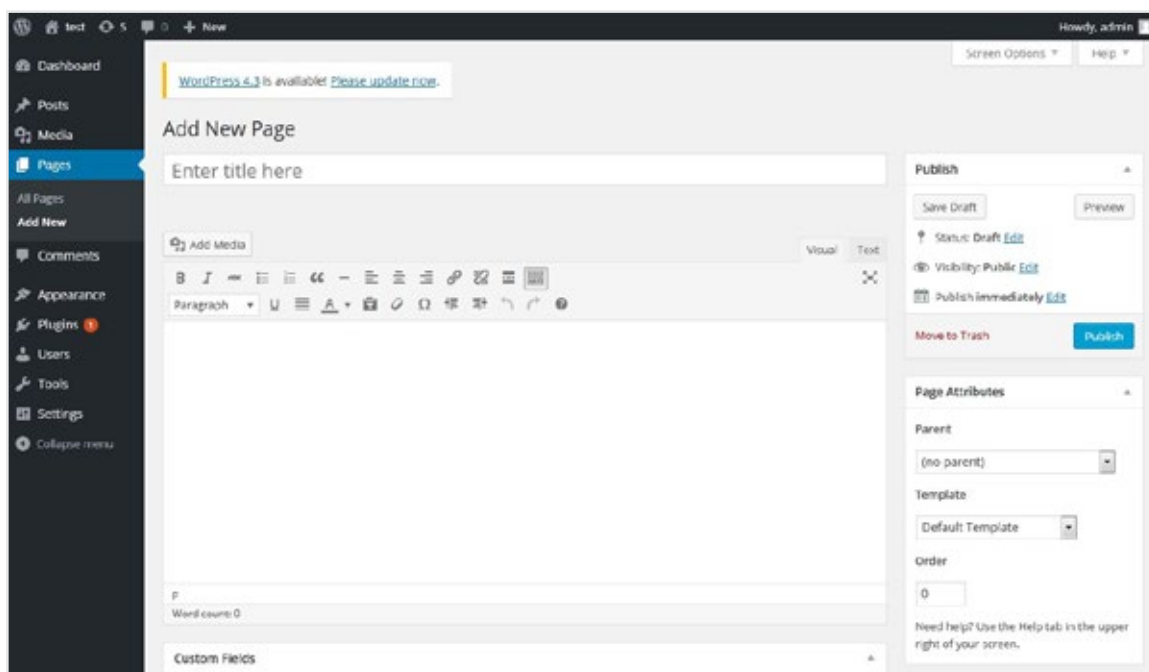 test 5 0 + New Howdy, admin
Screen Options Help
Dashboard
Posts
Media
Pages
All Pages
Add New
Comments
Appearance
Plugins 1
Users
Tools
Settings
Collapse menu
WordPress 4.3 is available! Please update now.
Add New Page
Enter title here
Add Media
Visual Text
B I ABC “ —
Paragraph U A Ω ?
P
Word count: 0
Custom Fields
Publish
Save Draft Preview
Status: Draft Edit
Visibility: Public Edit
Publish immediately Edit
Move to Trash Publish
Page Attributes
Parent
(no parent)
Template
Default Template
Order
0
Need help? Use the Help tab in the upper
right of your screen.